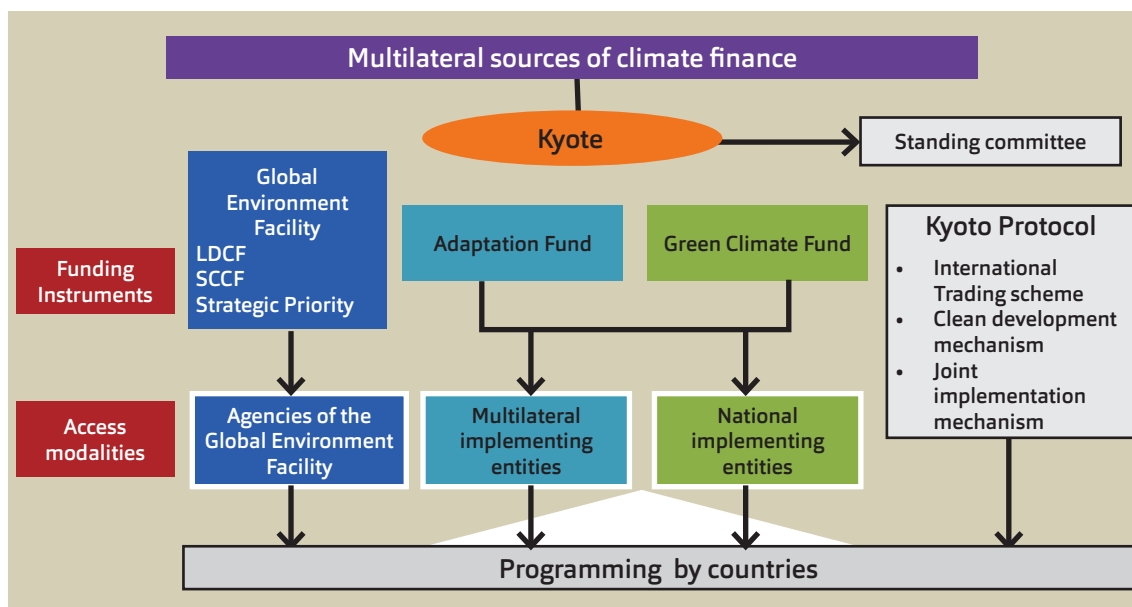 Multilateral sources of climate finance
Kyote
Standing committee
Global
Environment
Facility
LDCF
SCCF
Strategic Priority
Adaptation Fund
Green Climate Fund
Kyoto Protocol
• International
Trading scheme
• Clean development
mechanism
• Joint
implementation
mechanism
Funding
Instruments
Access
modalities
Agencies of the
Global Environment
Facility
Multilateral
implementing
entities
National
implementing
entities
Programming by countries